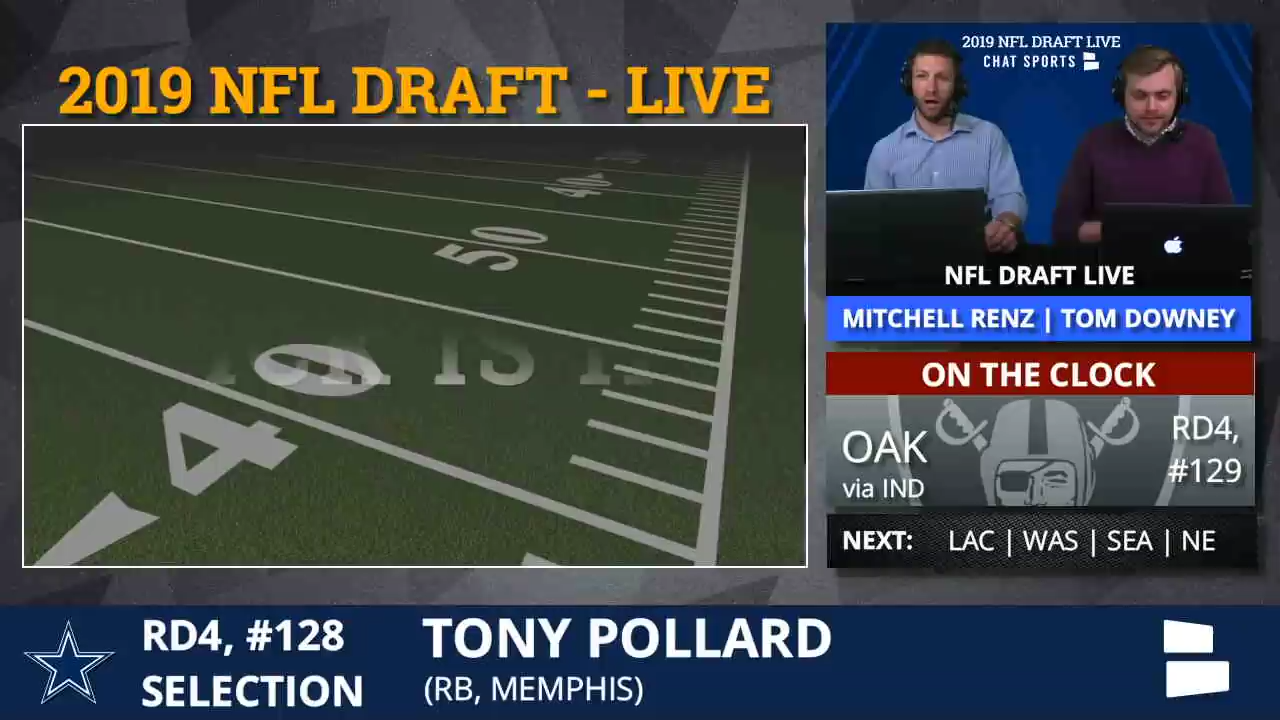 2019 NFL DRAFT - LIVE
50
40
2019 NFL DRAFT LIVE
CHAT SPORTS
NFL DRAFT LIVE
MITCHELL RENZ | TOM DOWNEY
ON THE CLOCK
OAK
via IND
RD4,
#129
NEXT: LAC | WAS | SEA | NE
RD4, #128
SELECTION
TONY POLLARD
(RB, MEMPHIS)